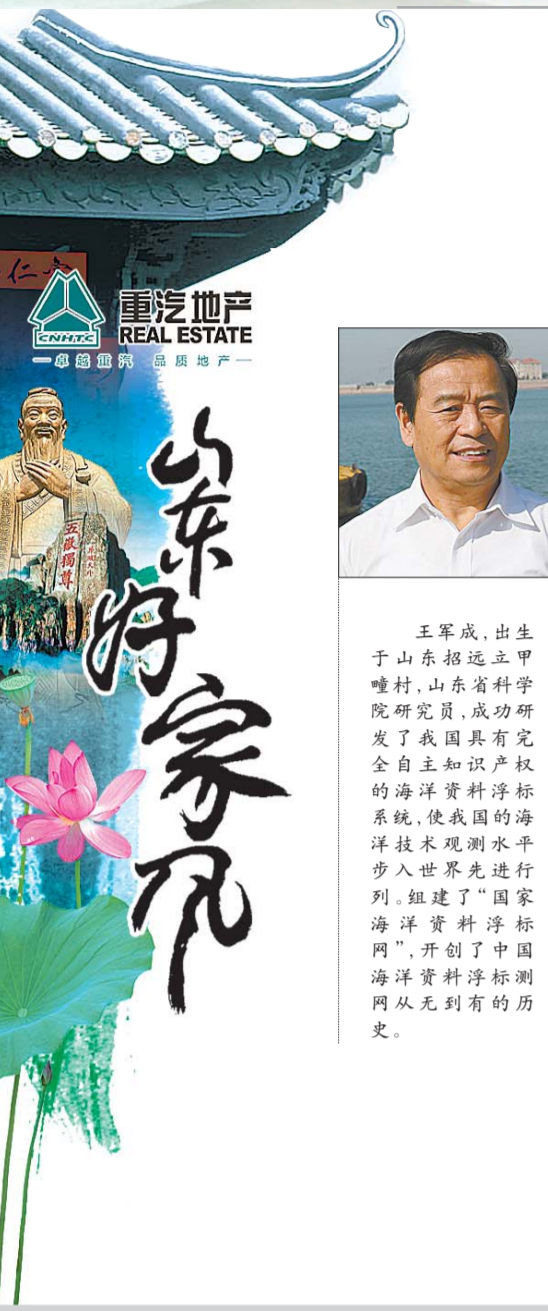 仁
CNHTC
重汽地产
REAL ESTATE
卓越重汽 品质地产
五嶽獨尊
山东好家风
王军成,出生
于山东招远立甲
疃村,山东省科学
院研究员,成功研
发了我国具有完
全自主知识产权
的海洋资料浮标
系统,使我国的海
洋技术观测水平
步入世界先进行
列。组建了“国家
海洋资料浮标
网”,开创了中国
海洋资料浮标测
网从无到有的历
史。